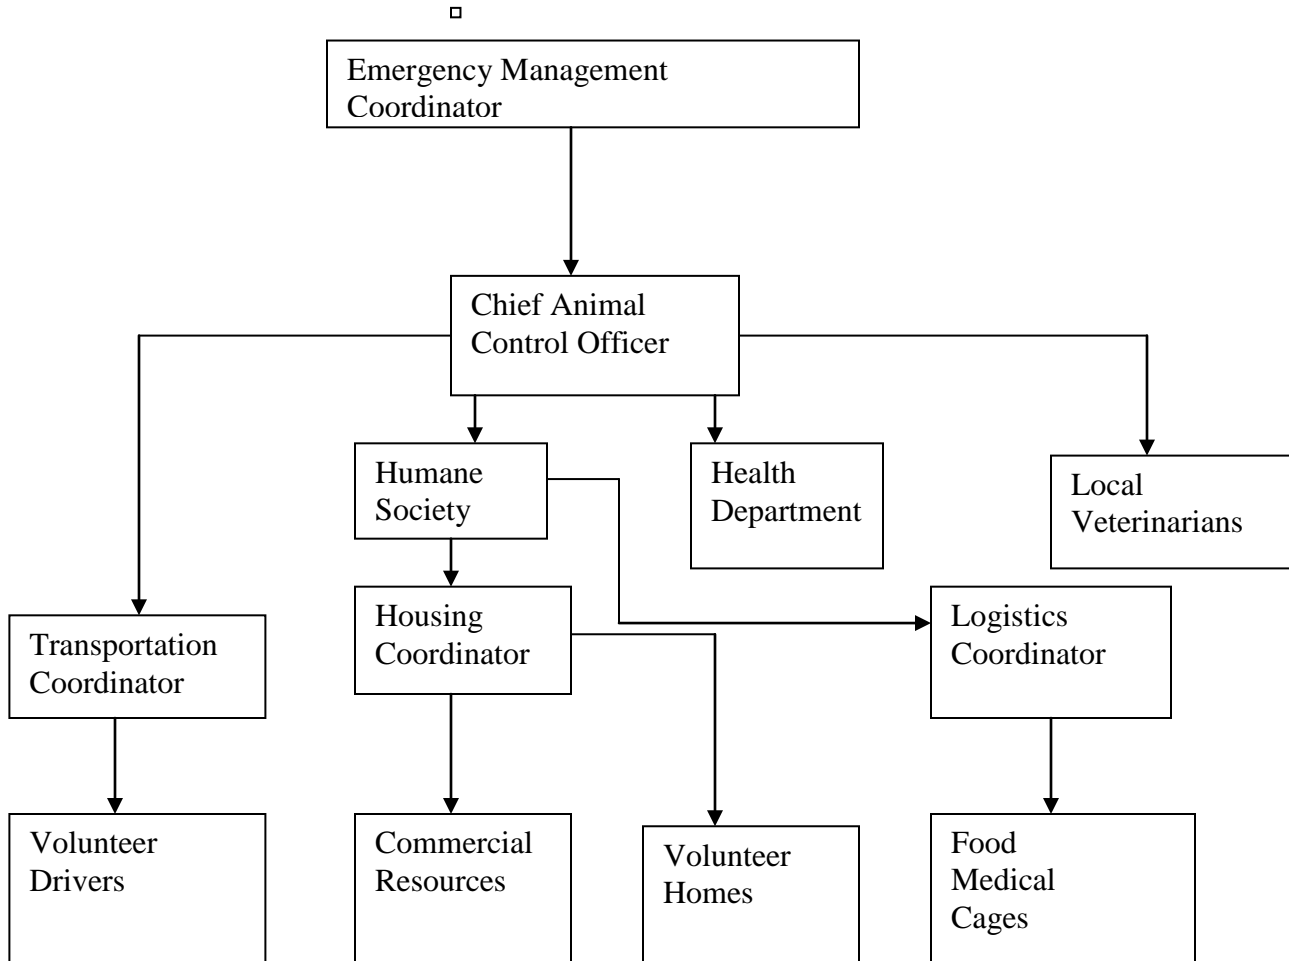 Emergency Management
Coordinator
Chief Animal
Control Officer
Humane
Society
Health
Department
Local
Veterinarians
Transportation
Coordinator
Housing
Coordinator
Logistics
Coordinator
Volunteer
Drivers
Commercial
Resources
Volunteer
Homes
Food
Medical
Cages